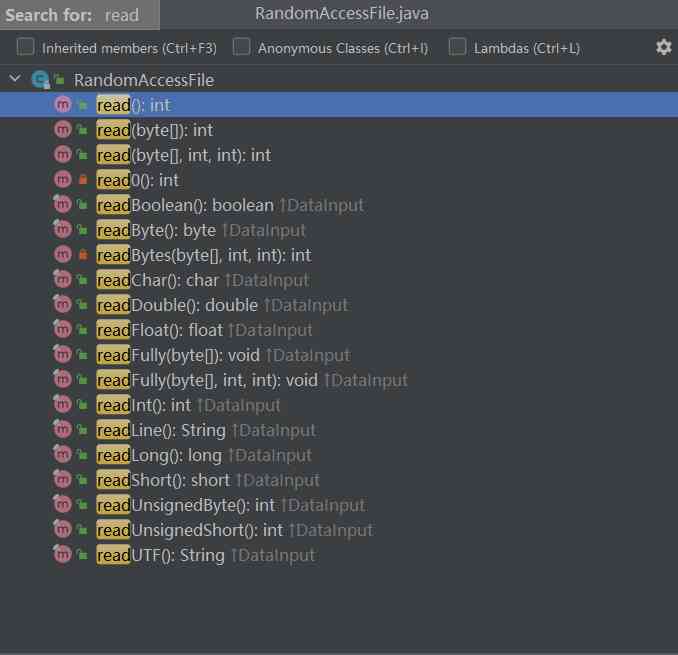 Search for: read RandomAccessFile.java
Inherited members (Ctrl+F3) Anonymous Classes (Ctrl+I) Lambdas (Ctrl+L)
RandomAccessFile
read(): int
read(byte[]): int
read(byte[], int, int): int
read0(): int
readBoolean(): boolean ↑DataInput
readByte(): byte ↑DataInput
readBytes(byte[], int, int): int
readChar(): char ↑DataInput
readDouble(): double ↑DataInput
readFloat(): float ↑DataInput
readFully(byte[]): void ↑DataInput
readFully(byte[], int, int): void ↑DataInput
readInt(): int ↑DataInput
readLine(): String ↑DataInput
readLong(): long ↑DataInput
readShort(): short ↑DataInput
readUnsignedByte(): int ↑DataInput
readUnsignedShort(): int ↑DataInput
readUTF(): String ↑DataInput